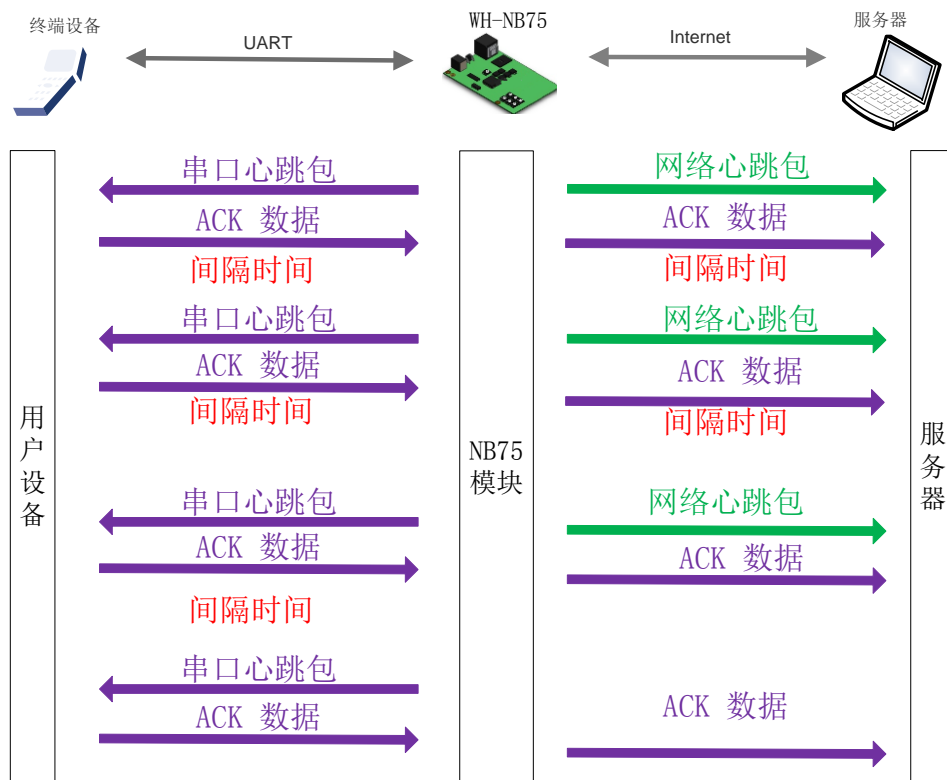 终端设备
UART
WH-NB75
Internet
服务器
串口心跳包
网络心跳包
ACK 数据
ACK 数据
间隔时间
间隔时间
串口心跳包
网络心跳包
ACK 数据
ACK 数据
间隔时间
间隔时间
用户设备
NB75
模块
服务器
串口心跳包
网络心跳包
ACK 数据
ACK 数据
间隔时间
串口心跳包
ACK 数据
ACK 数据